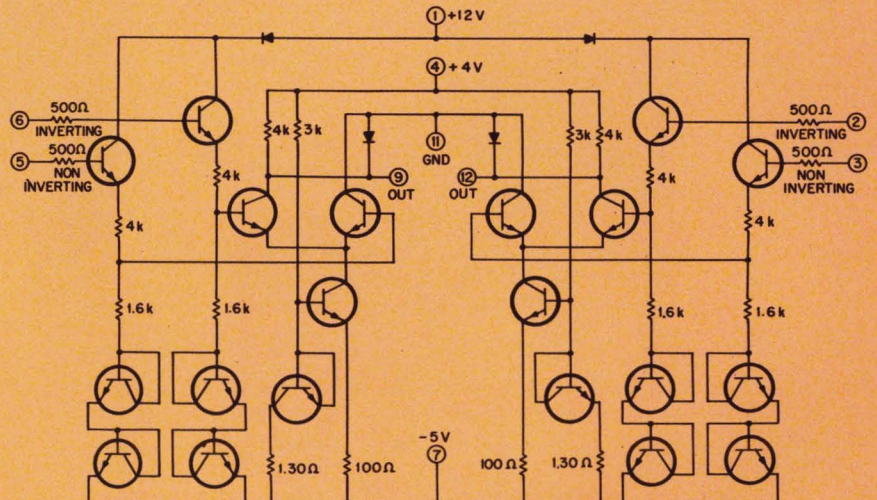 ① +12V
④ +4V
⑥ 500Ω INVERTING
⑤ 500Ω NON INVERTING
500Ω ② INVERTING
500Ω ③ NON INVERTING
4k 3k
3k 4k
⑪ GND
⑨ OUT
⑫ OUT
4k
4k
4k
4k
1.6k
1.6k
1.6k
1.6k
-5V
⑦
1.30Ω
100Ω
100Ω
1.30Ω